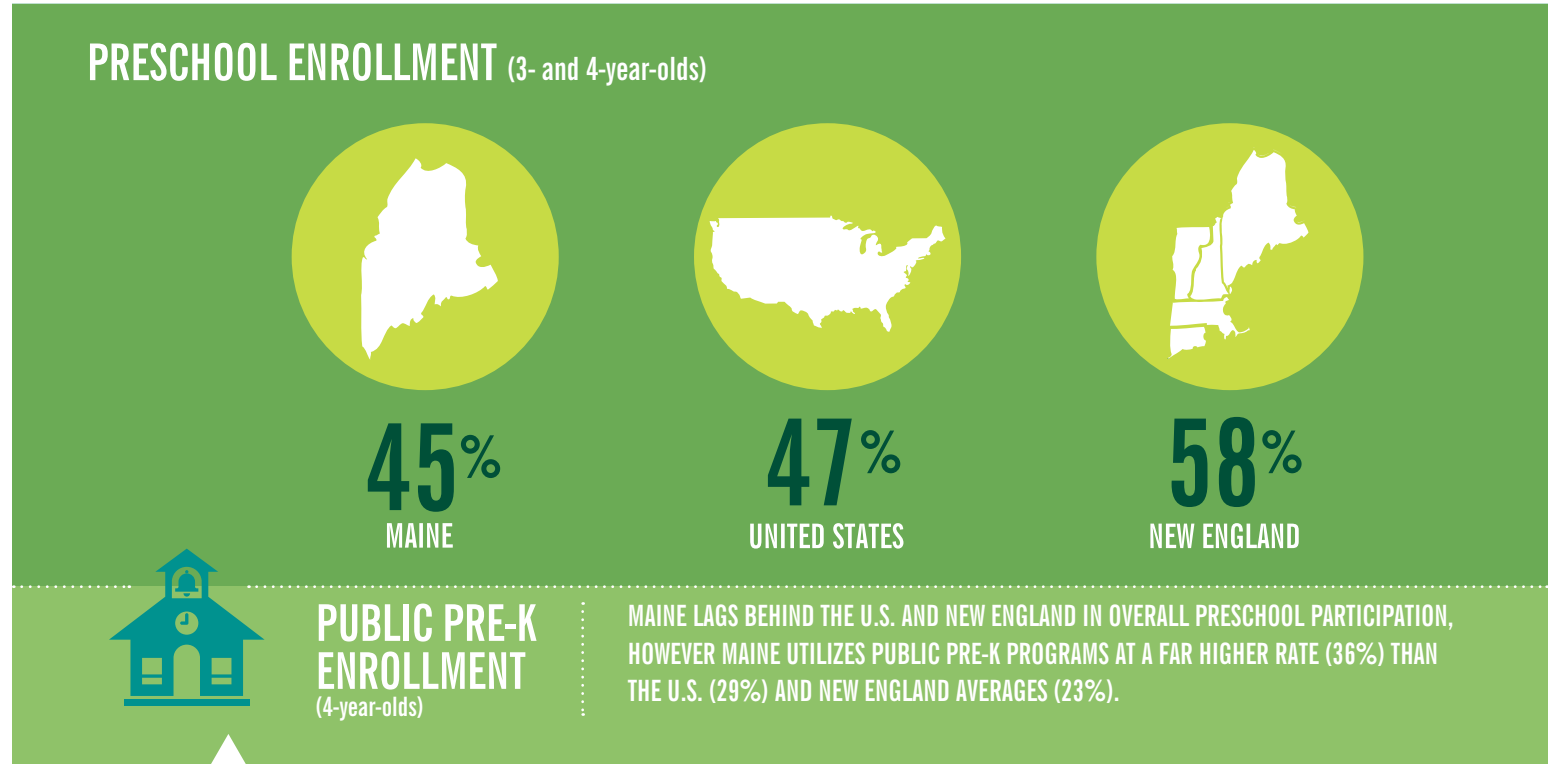 PRESCHOOL ENROLLMENT (3- and 4-year-olds)
45%
MAINE
47%
UNITED STATES
58%
NEW ENGLAND
PUBLIC PRE-K
ENROLLMENT
(4-year-olds)
MAINE LAGS BEHIND THE U.S. AND NEW ENGLAND IN OVERALL PRESCHOOL PARTICIPATION,
HOWEVER MAINE UTILIZES PUBLIC PRE-K PROGRAMS AT A FAR HIGHER RATE (36%) THAN
THE U.S. (29%) AND NEW ENGLAND AVERAGES (23%).